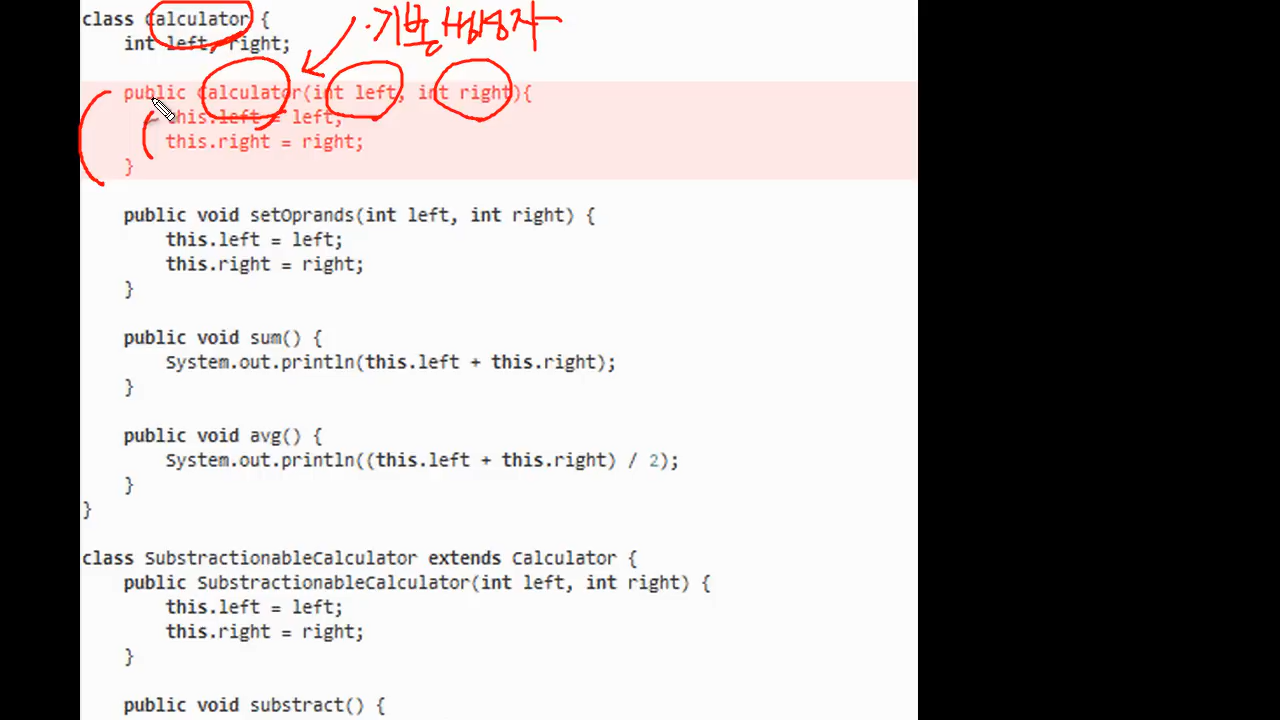 class Calculator {
int left, right;
기본생성자
public Calculator(int left, int right){
this.left = left;
this.right = right;
}
public void setOprands(int left, int right) {
this.left = left;
this.right = right;
}
public void sum() {
System.out.println(this.left + this.right);
}
public void avg() {
System.out.println((this.left + this.right) / 2);
}
}
class SubstractionableCalculator extends Calculator {
public SubstractionableCalculator(int left, int right) {
this.left = left;
this.right = right;
}
public void substract() {